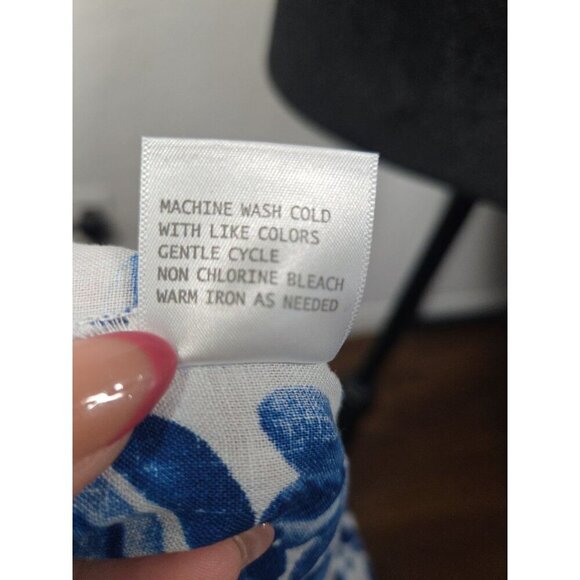 MACHINE WASH COLD
WITH LIKE COLORS
GENTLE CYCLE
NON CHLORINE BLEACH
WARM IRON AS NEEDED